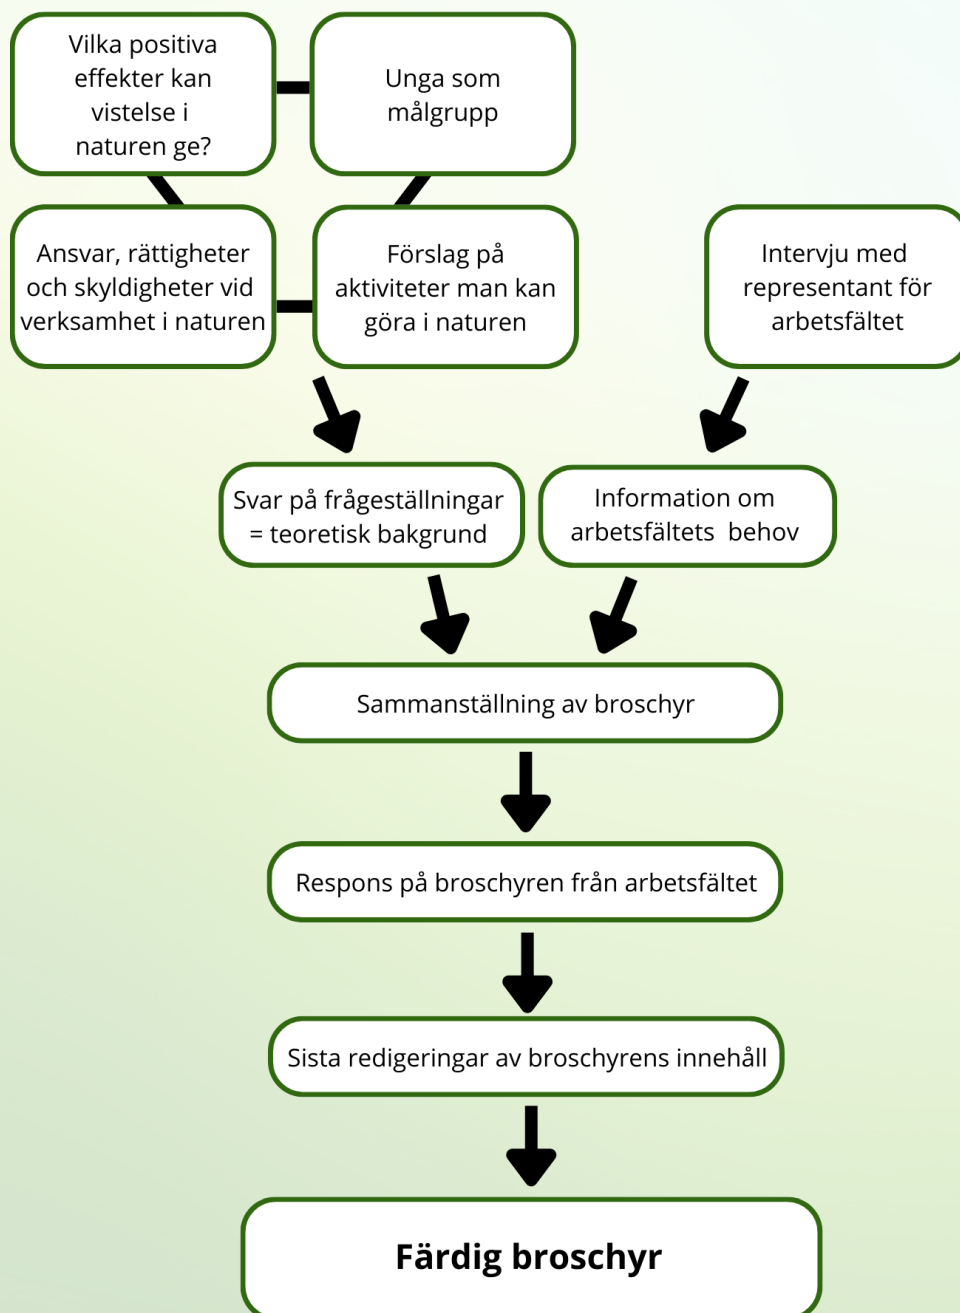 Vilka positiva
effekter kan
vistelse i
naturen ge?
Unga som
målgrupp
Ansvar, rättigheter
och skyldigheter vid
verksamhet i naturen
Förslag på
aktiviteter man kan
göra i naturen
Intervju med
representant för
arbetsfältet
Svar på frågeställningar
= teoretisk bakgrund
Information om
arbetsfältets behov
Sammanställning av broschyr
Respons på broschyren från arbetsfältet
Sista redigeringar av broschyrens innehåll
Färdig broschyr